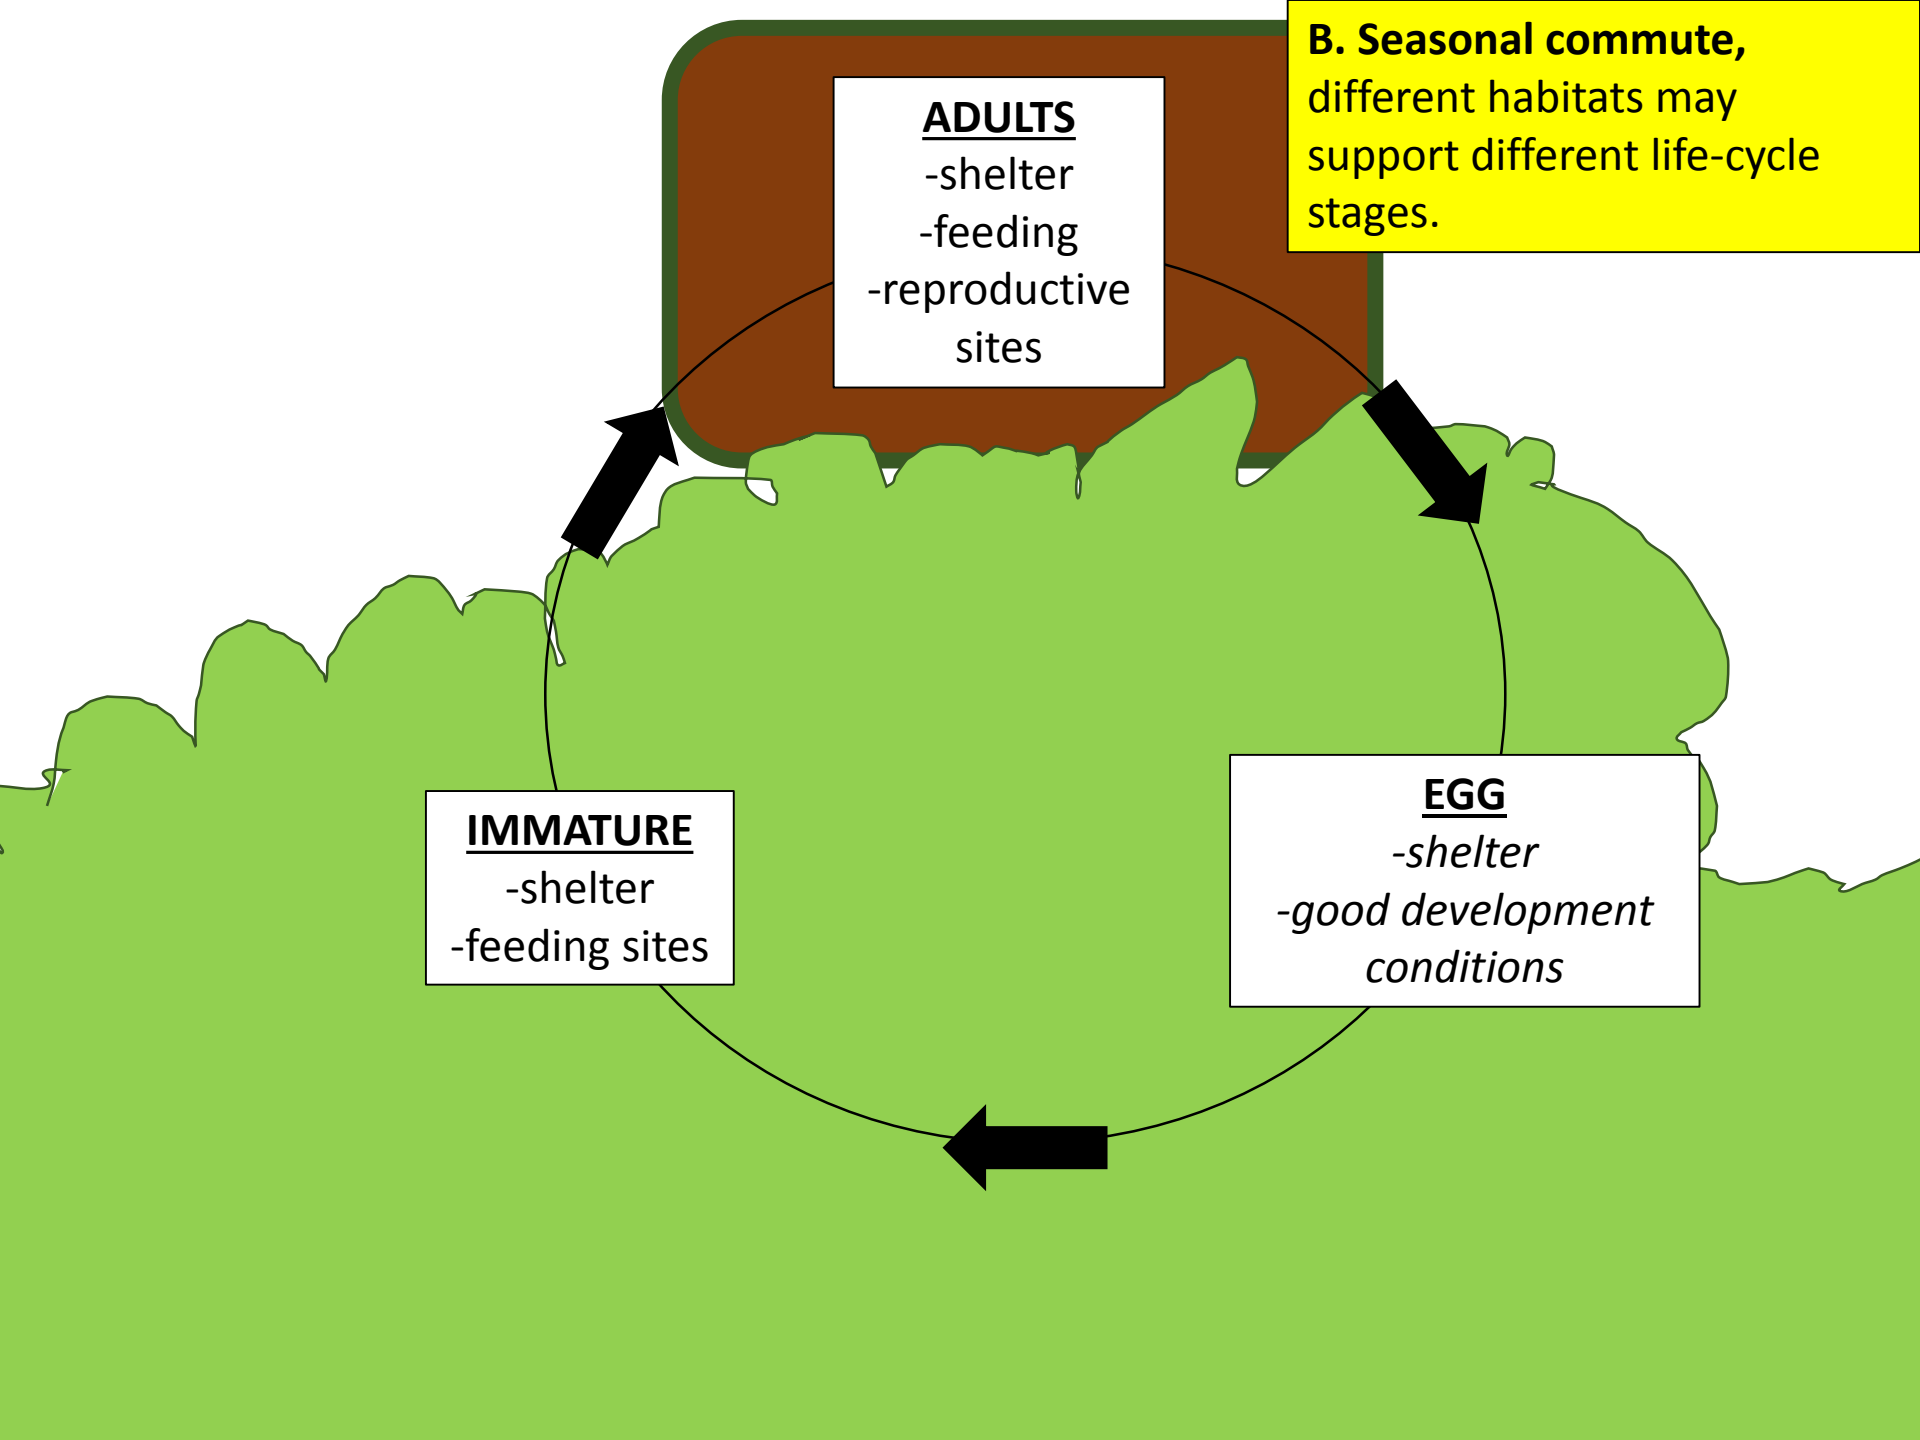 B. Seasonal commute,
different habitats may
support different life-cycle
stages.
ADULTS
-shelter
-feeding
-reproductive
sites
EGG
-shelter
-good development
conditions
IMMATURE
-shelter
-feeding sites